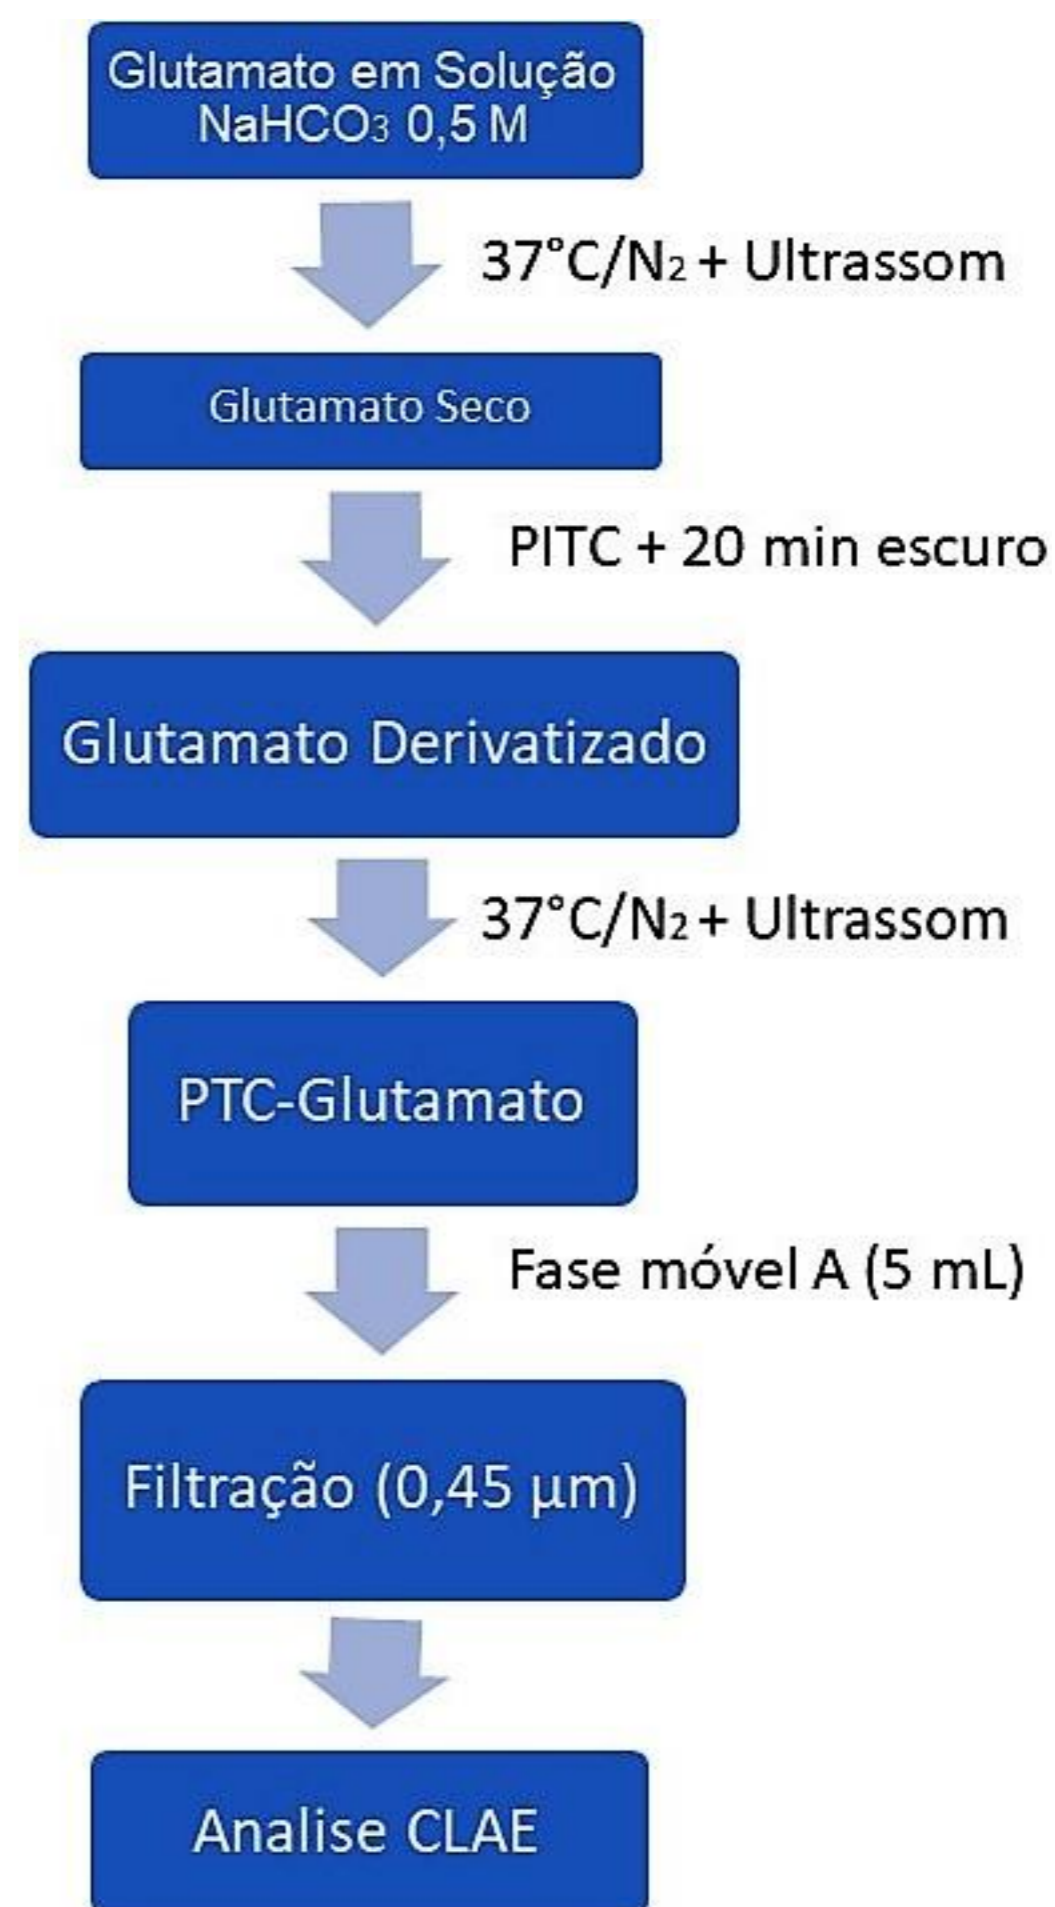 Glutamato em Solução
NaHCO₃ 0,5 M
37°C/N₂ + Ultrassom
Glutamato Seco
PITC + 20 min escuro
Glutamato Derivatizado
37°C/N₂ + Ultrassom
PTC-Glutamato
Fase móvel A (5 mL)
Filtração (0,45 µm)
Analise CLAE